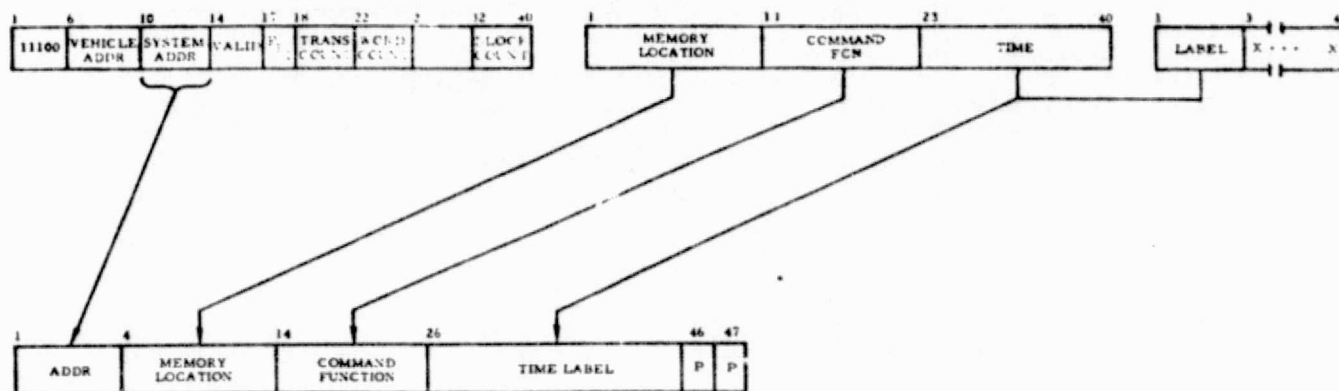 1 6 10 14 17 18 22 32 40
11100 VEHICLE ADDR SYSTEM ADDR VALID TRANS COUNT WORD COUNT COUNT
1 11 23 40
MEMORY LOCATION COMMAND FCN TIME
1 3
LABEL X ... X
1 4 14 26 46 47
ADDR MEMORY LOCATION COMMAND FUNCTION TIME LABEL P P